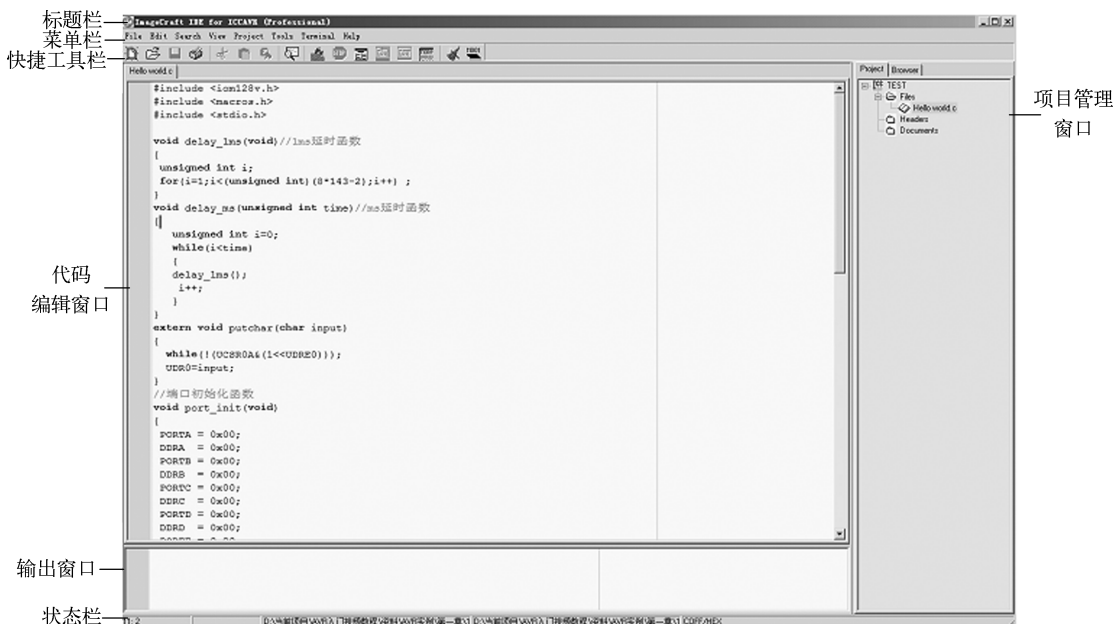 标题栏
菜单栏
快捷工具栏
ImageCraft IDE for ICCAVR (Professional)
File Edit Search View Project Tools Terminal Help
Hello world.c
#include <iom128v.h>
#include <macros.h>
#include <stdio.h>
void delay_1ms(void)//1ms延时函数
{
unsigned int i;
for(i=1;i<(unsigned int)(8*143-2);i++) ;
}
void delay_ms(unsigned int time)//ms延时函数
{
unsigned int i=0;
while(i<time)
{
delay_1ms();
i++;
}
}
extern void putchar(char input)
{
while(!(UCSR0A&(1<<UDRE0)));
UDR0=input;
}
//端口初始化函数
void port_init(void)
{
PORTA = 0x00;
DDRA = 0x00;
PORTB = 0x00;
DDRB = 0x00;
PORTC = 0x00;
DDRC = 0x00;
PORTD = 0x00;
DDRD = 0x00;
Project Browser
TEST
Files
Hello world.c
Headers
Documents
项目管理
窗口
代码
编辑窗口
输出窗口
状态栏